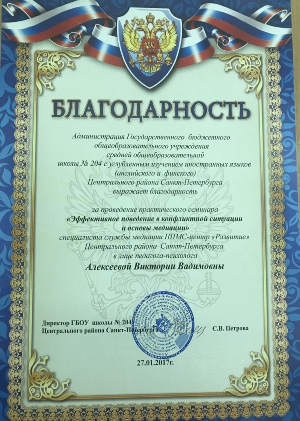 БЛАГОДАРНОСТЬ
Администрация Государственного бюджетного
общеобразовательного учреждения
средней общеобразовательной
школы № 204 с углубленным изучением иностранных языков
(английского и финского)
Центрального района Санкт-Петербурга
выражает благодарность
за проведение практического семинара
«Эффективное поведение в конфликтной ситуации
и основы медиации»
специалиста службы медиации ППМС-центр «Развитие»
Центрального района Санкт-Петербурга
в лице педагога-психолога
Алексеевой Виктории Вадимовны
Директор ГБОУ школы № 204
Центрального района Санкт-Петербурга С.В. Петрова
27.01.2017г.